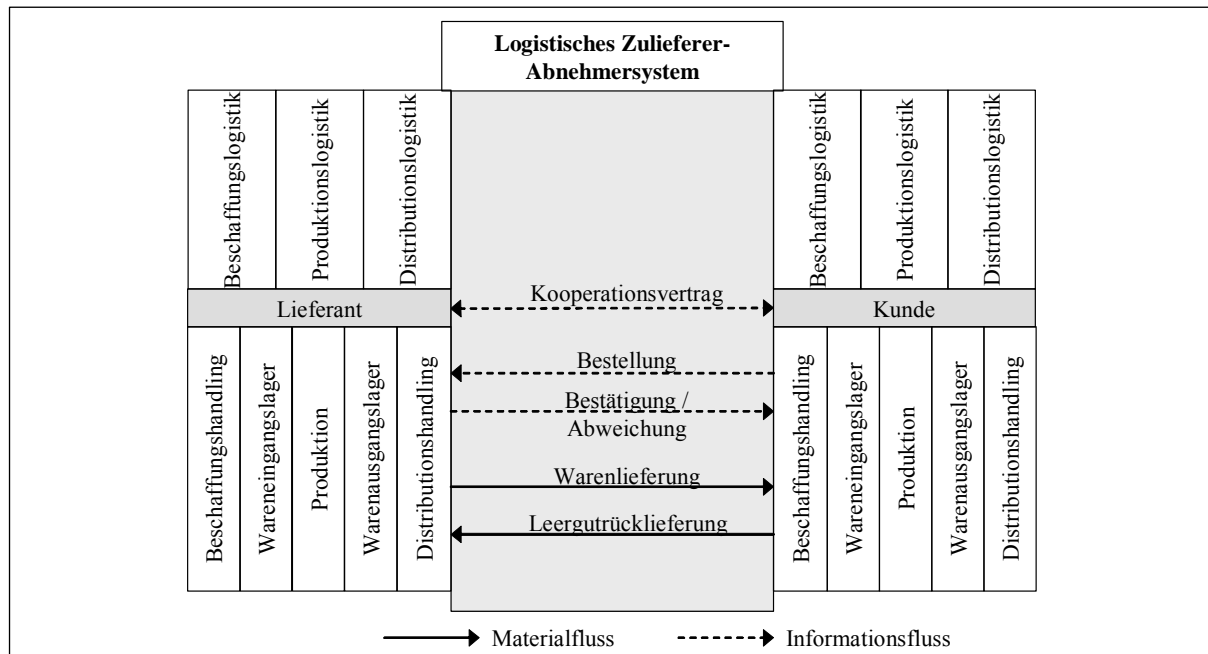 Logistisches Zulieferer-
Abnehmersystem
Beschaffungslogistik
Produktionslogistik
Distributionslogistik
Beschaffungslogistik
Produktionslogistik
Distributionslogistik
Kooperationsvertrag
Lieferant
Kunde
Beschaffungshandling
Wareneingangslager
Produktion
Warenausgangslager
Distributionshandling
Bestellung
Bestätigung /
Abweichung
Warenlieferung
Leergutrücklieferung
Beschaffungshandling
Wareneingangslager
Produktion
Warenausgangslager
Distributionshandling
Materialfluss
Informationsfluss